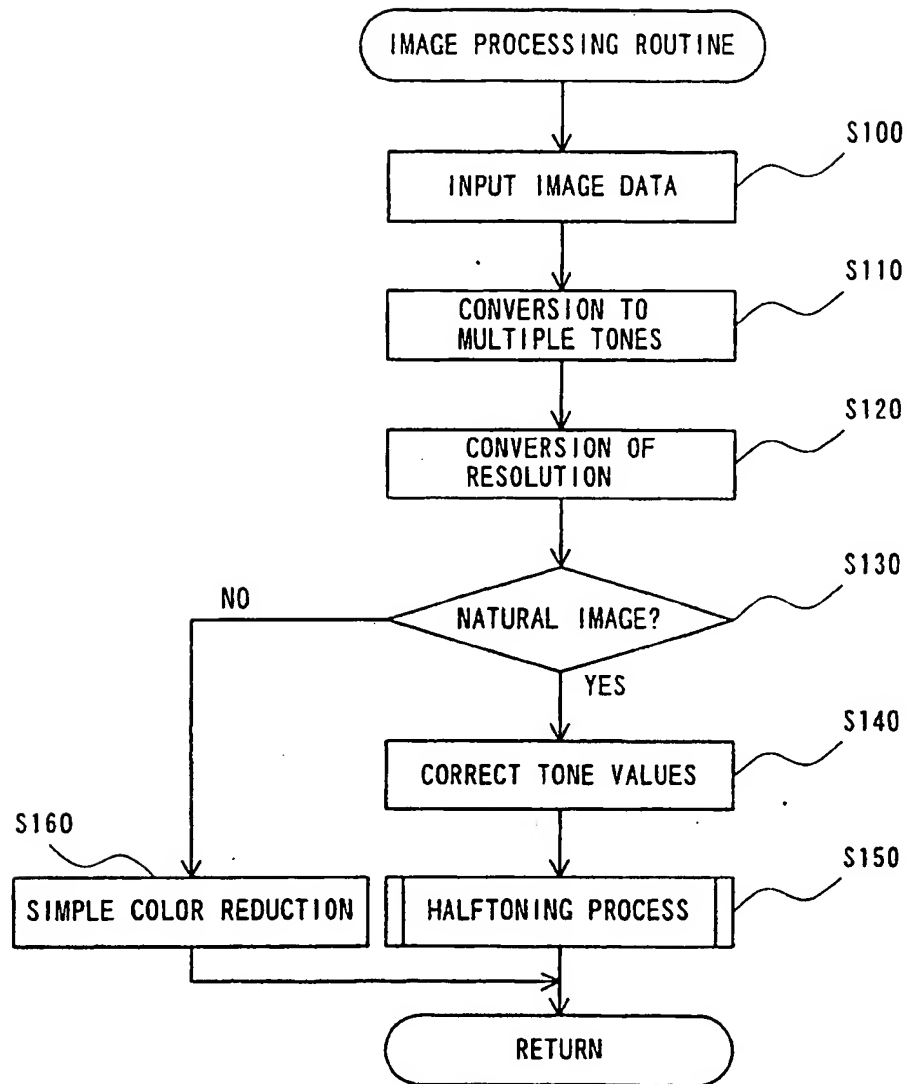 IMAGE PROCESSING ROUTINE
S100
INPUT IMAGE DATA
S110
CONVERSION TO
MULTIPLE TONES
S120
CONVERSION OF
RESOLUTION
S130
NO
NATURAL IMAGE?
YES
S140
CORRECT TONE VALUES
S160
S150
SIMPLE COLOR REDUCTION
HALFTONING PROCESS
RETURN